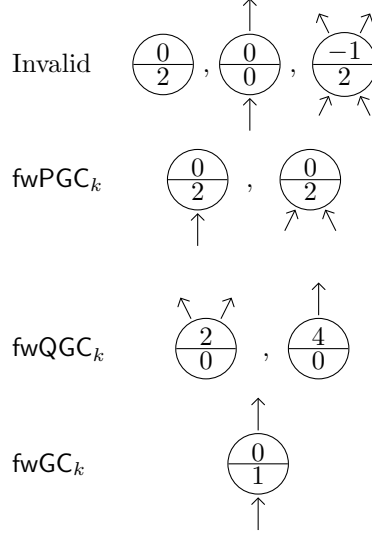 Invalid 0/2 , 0/0 , −1/2
fwPGC_k 0/2 , 0/2
fwQGC_k 2/0 , 4/0
fwGC_k 0/1